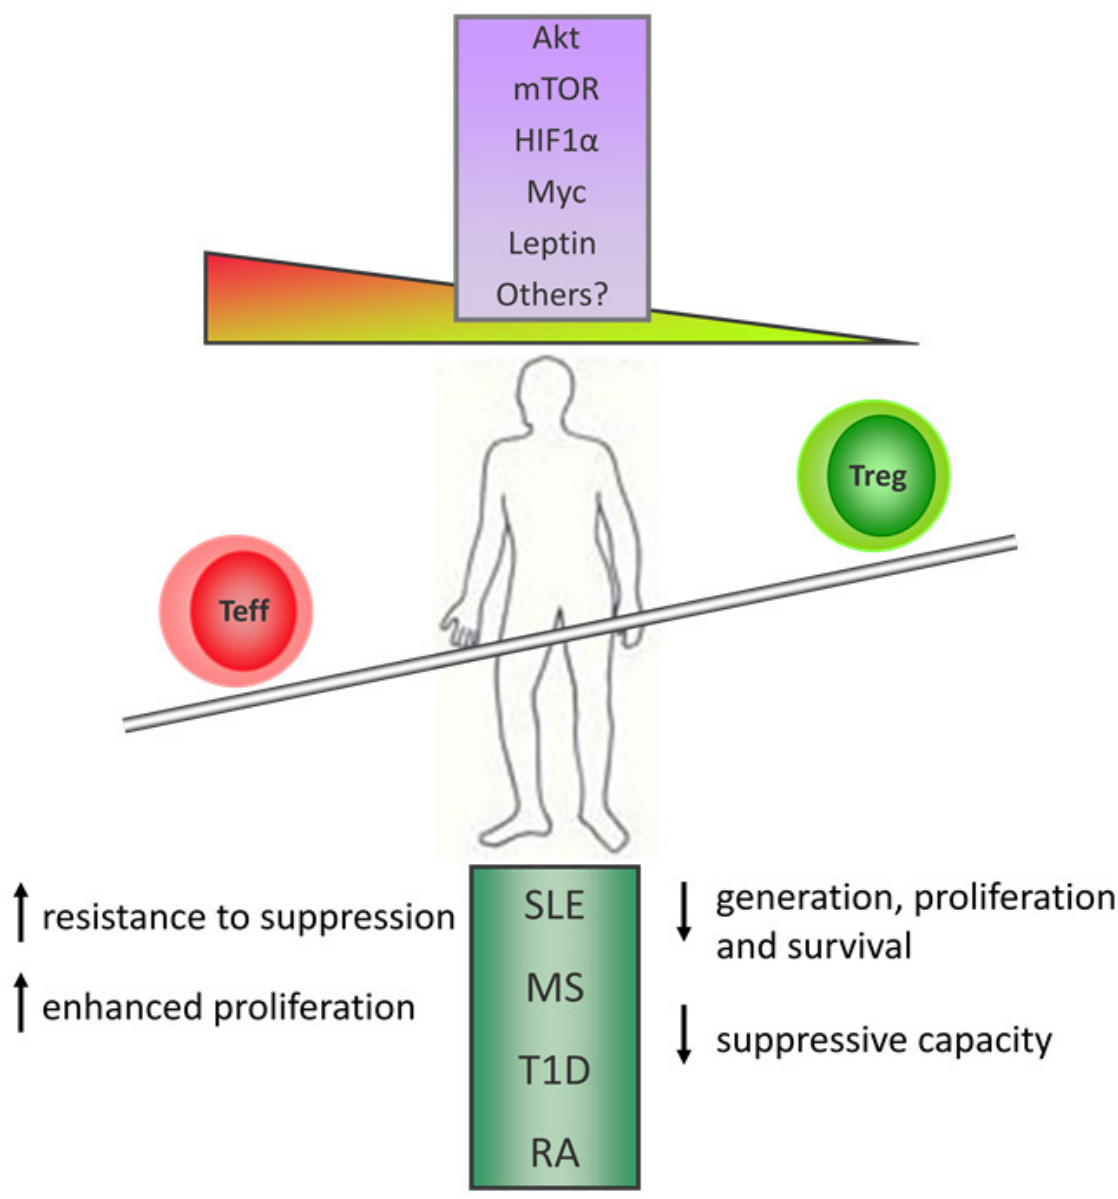 Akt
mTOR
HIF1α
Myc
Leptin
Others?
Treg
Teff
resistance to suppression
enhanced proliferation
SLE
MS
T1D
RA
generation, proliferation
and survival
suppressive capacity